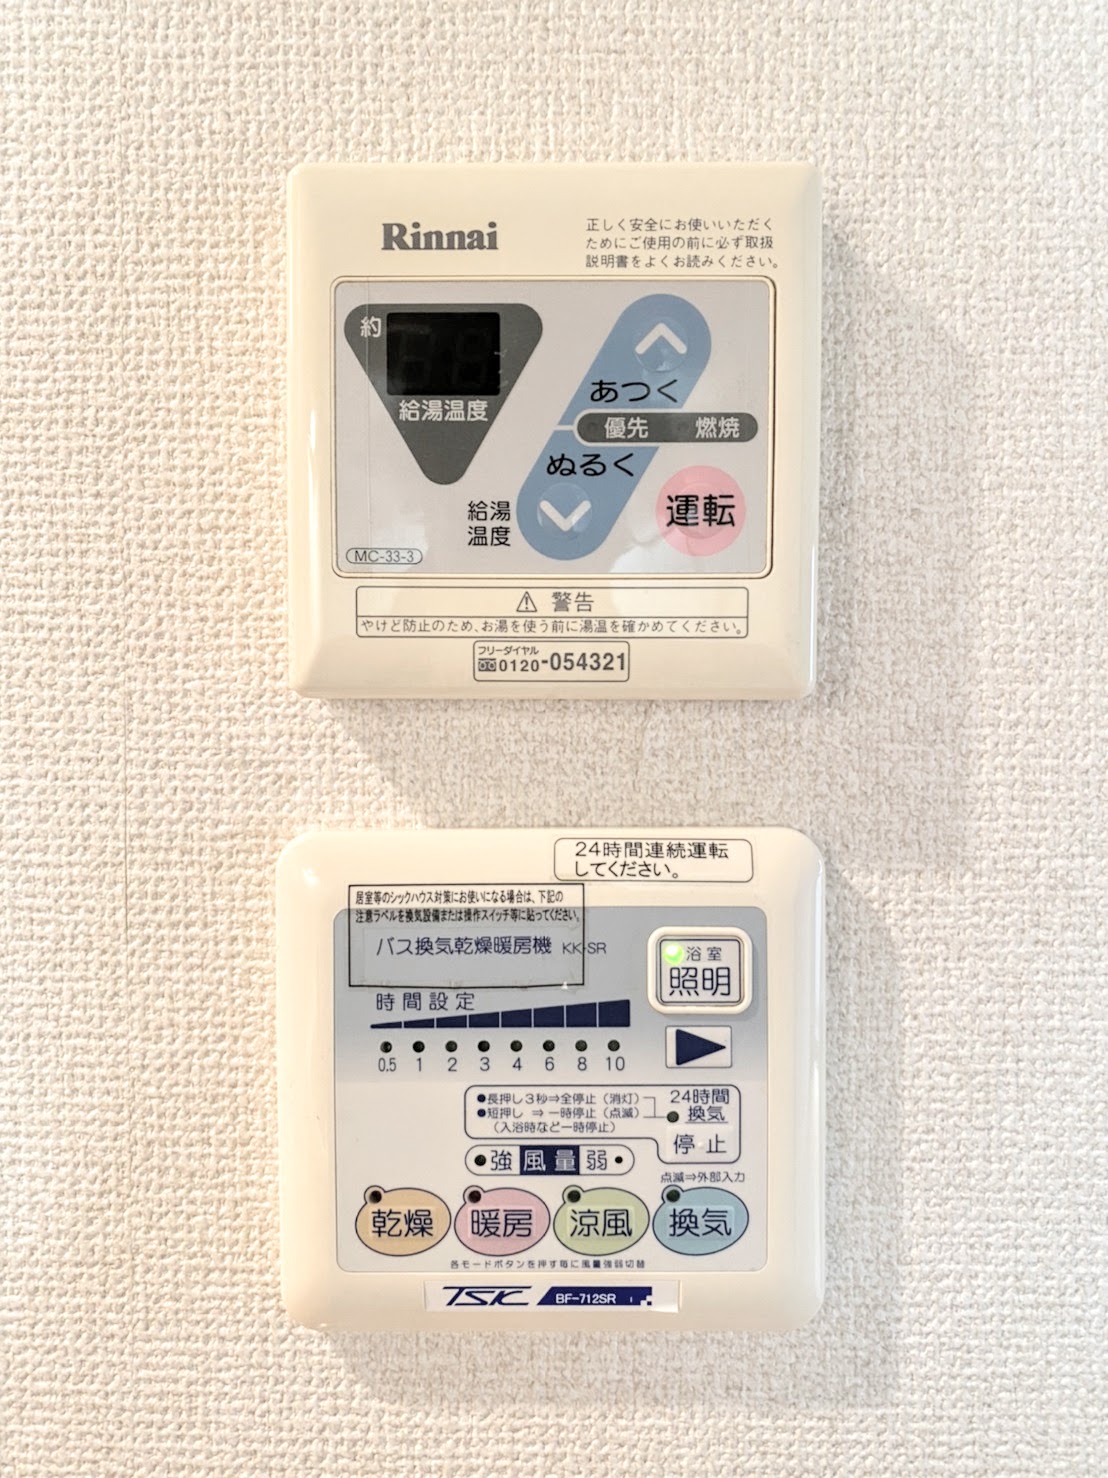 Rinnai
正しく安全にお使いいただく
ためにご使用の前に必ず取扱
説明書をよくお読みください。
約
給湯温度
あつく
優先 燃焼
ぬるく
給湯
温度
運転
MC-33-3
⚠ 警告
やけど防止のため、お湯を使う前に湯温を確かめてください。
フリーダイヤル
0120-054321
24時間連続運転
してください。
居室等のシックハウス対策にお使いになる場合は、下記の
注意ラベルを換気設備または操作スイッチ等に貼ってください。
バス換気乾燥暖房機 KK-SR
浴室
照明
時間設定
0.5 1 2 3 4 6 8 10
●長押し3秒⇒全停止(消灯)
●短押し ⇒一時停止(点滅)
(入浴時など一時停止)
24時間
換気
停止
強 風量 弱
点滅⇒外部入力
乾燥 暖房 涼風 換気
各モードボタンを押す毎に風量強弱切替
TSK BF-712SR